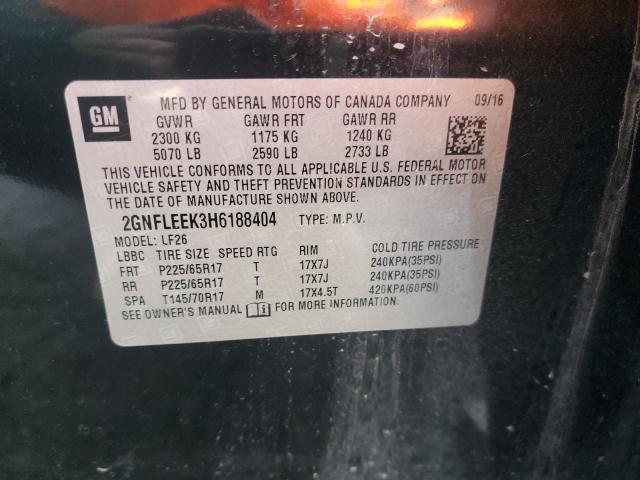 GM
MFD BY GENERAL MOTORS OF CANADA COMPANY 09/16
GVWR GAWR FRT GAWR RR
2300 KG 1175 KG 1240 KG
5070 LB 2590 LB 2733 LB
THIS VEHICLE CONFORMS TO ALL APPLICABLE U.S. FEDERAL MOTOR
VEHICLE SAFETY AND THEFT PREVENTION STANDARDS IN EFFECT ON
THE DATE OF MANUFACTURE SHOWN ABOVE.
2GNFLEEK3H6188404 TYPE: M.P.V.
MODEL: LF26
LBBC TIRE SIZE SPEED RTG RIM COLD TIRE PRESSURE
FRT P225/65R17 T 17X7J 240KPA(35PSI)
RR P225/65R17 T 17X7J 240KPA(35PSI)
SPA T145/70R17 M 17X4.5T 420KPA(60PSI)
SEE OWNER'S MANUAL FOR MORE INFORMATION.